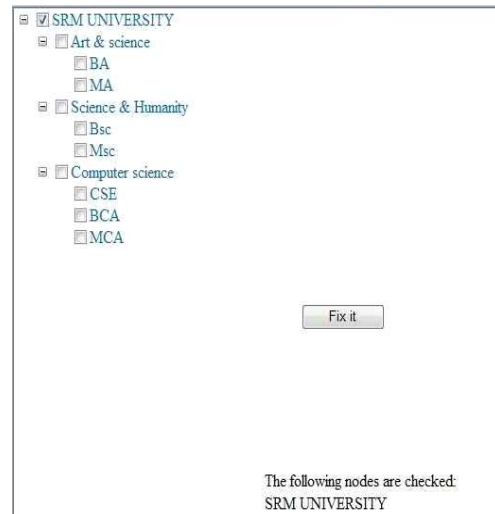 SRM UNIVERSITY
Art & science
BA
MA
Science & Humanity
Bsc
Msc
Computer science
CSE
BCA
MCA
Fix it
The following nodes are checked:
SRM UNIVERSITY